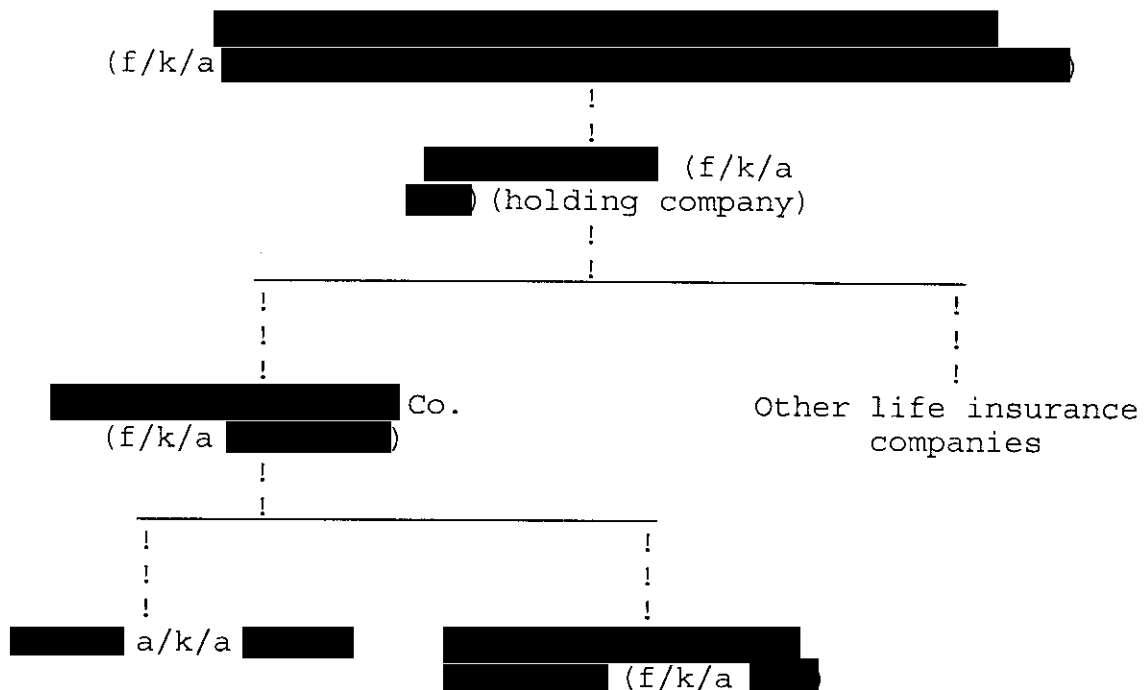 (f/k/a )
!
!
(f/k/a
) (holding company)
!
!
! !
! !
! !
Co. Other life insurance
(f/k/a ) companies
!
!
! !
! !
! !
a/k/a
(f/k/a )